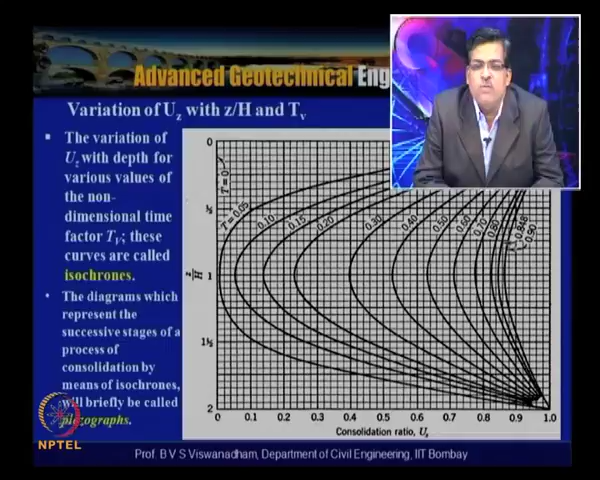 Advanced Geotechnical Eng
Variation of Uz with z/H and Tv
▪ The variation of
Uz with depth for
various values of
the non-
dimensional time
factor TV; these
curves are called
isochrones.
• The diagrams which
represent the
successive stages of a
process of
consolidation by
means of isochrones,
will briefly be called
piezographs.
0
½
z/H
1
1½
2
T = 0
T = 0.05
0.10
0.15
0.20
0.30
0.40
0.50
0.60
0.70
0.80
0.848
0.90
0 0.1 0.2 0.3 0.4 0.5 0.6 0.7 0.8 0.9 1.0
Consolidation ratio, Uz
NPTEL
Prof. B V S Viswanadham, Department of Civil Engineering, IIT Bombay